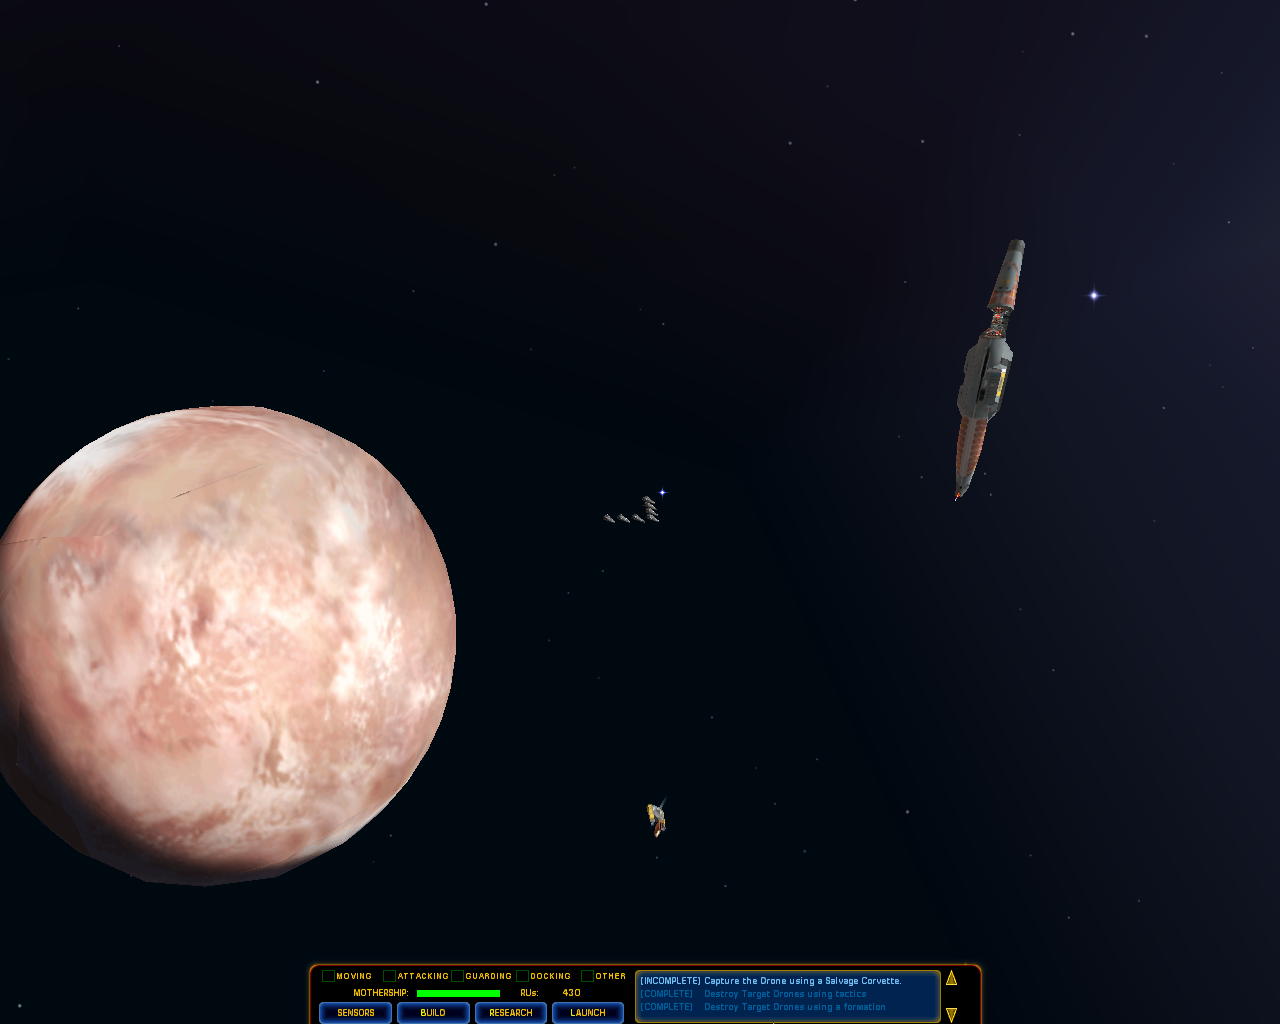 MOVING ATTACKING GUARDING DOCKING OTHER
MOTHERSHIP: RUs: 430
SENSORS BUILD RESEARCH LAUNCH
[INCOMPLETE] Capture the Drone using a Salvage Corvette.
[COMPLETE] Destroy Target Drones using tactics
[COMPLETE] Destroy Target Drones using a formation